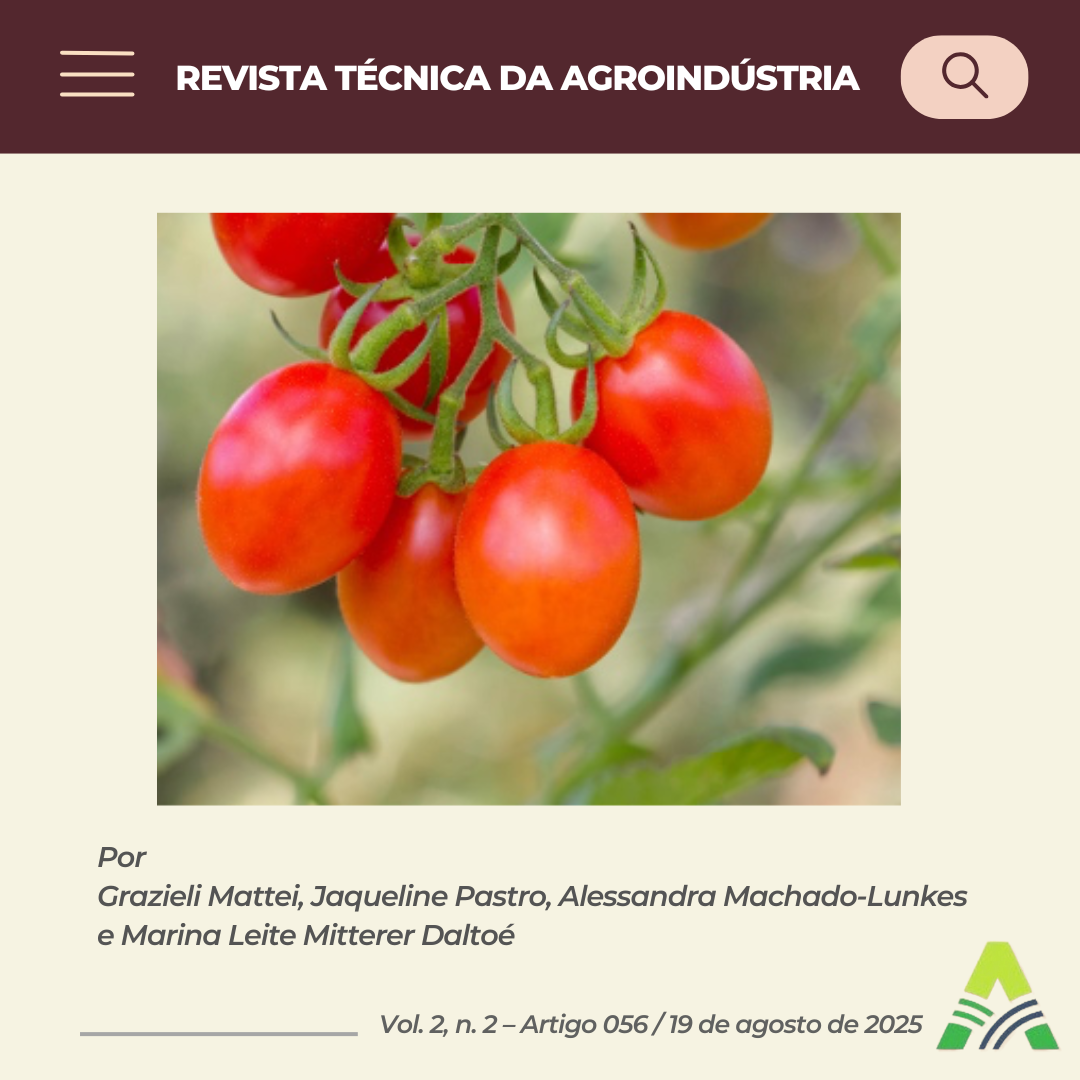 REVISTA TÉCNICA DA AGROINDÚSTRIA
Por
Grazieli Mattei, Jaqueline Pastro, Alessandra Machado-Lunkes
e Marina Leite Mitterer Daltoé
Vol. 2, n. 2 – Artigo 056 / 19 de agosto de 2025